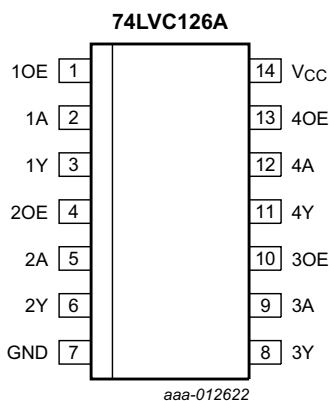 74LVC126A
1OE 1 14 VCC
1A 2 13 4OE
1Y 3 12 4A
2OE 4 11 4Y
2A 5 10 3OE
2Y 6 9 3A
GND 7 8 3Y
aaa-012622